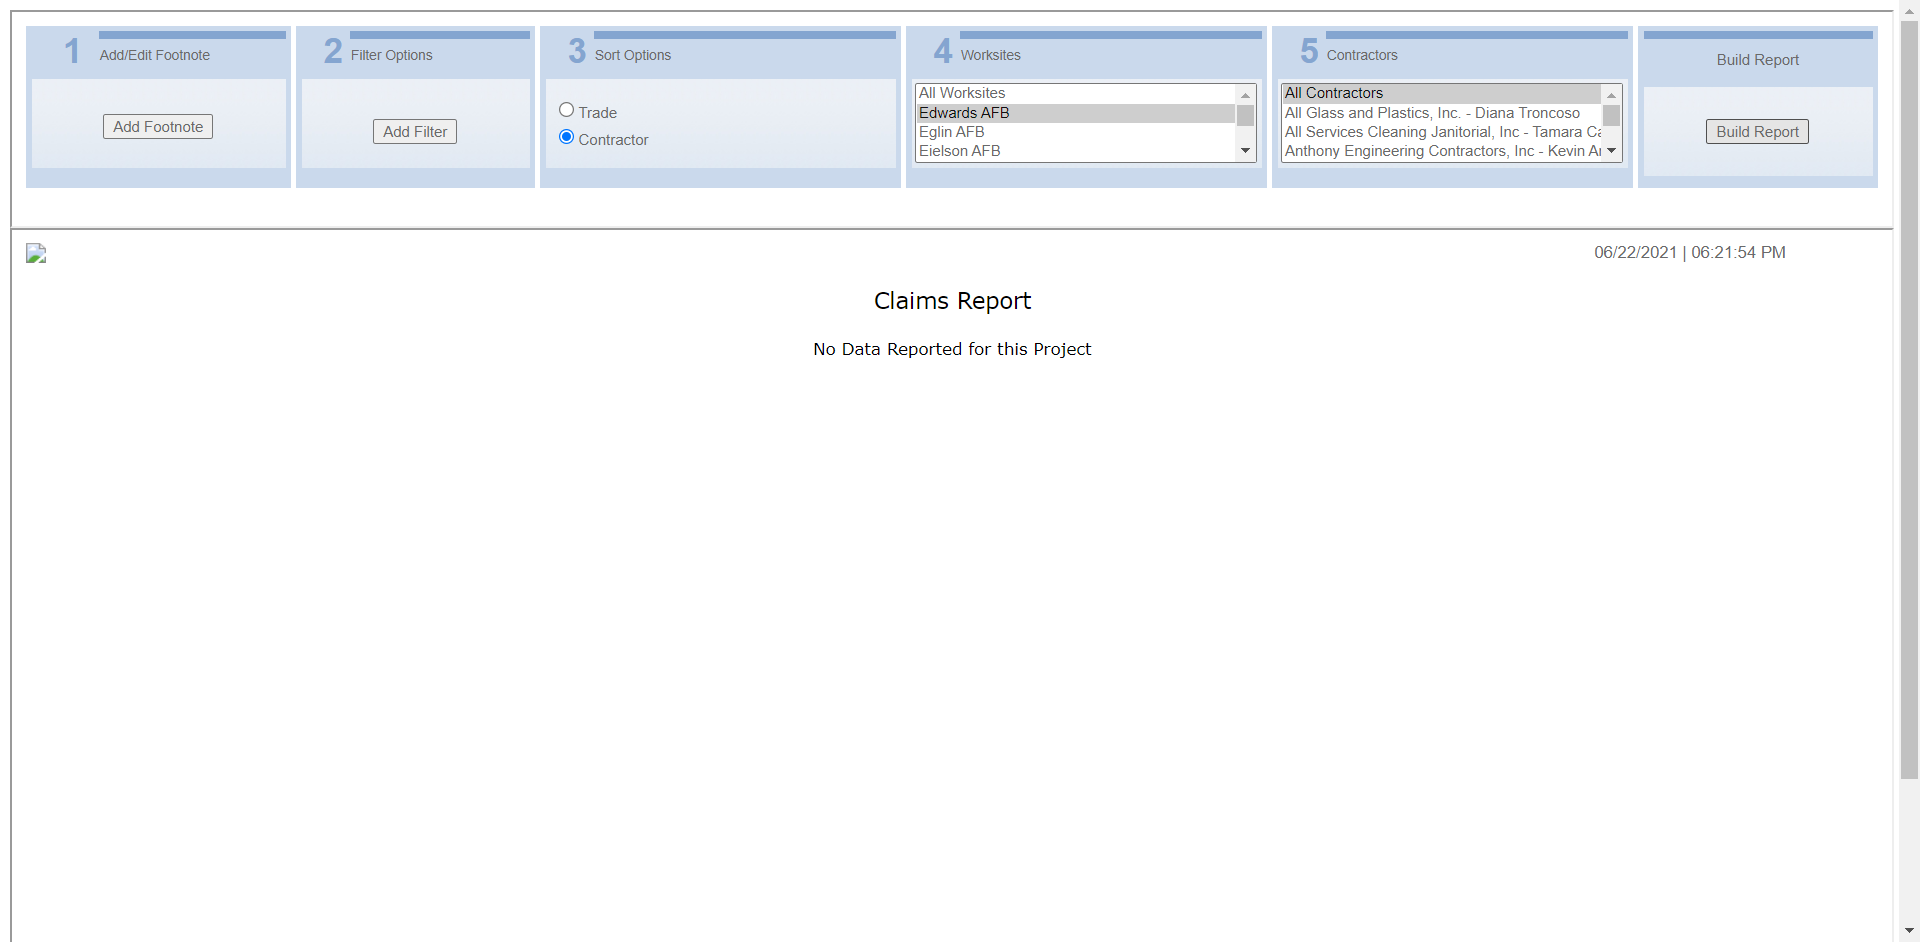 1 Add/Edit Footnote
Add Footnote
2 Filter Options
Add Filter
3 Sort Options
Trade
Contractor
4 Worksites
All Worksites
Edwards AFB
Eglin AFB
Eielson AFB
5 Contractors
All Contractors
All Glass and Plastics, Inc. - Diana Troncoso
All Services Cleaning Janitorial, Inc - Tamara
Anthony Engineering Contractors, Inc - Kevin
Build Report
Build Report
06/22/2021 | 06:21:54 PM
Claims Report
No Data Reported for this Project